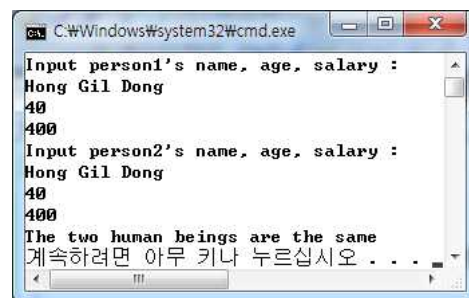 C:₩Windows₩system32₩cmd.exe
Input person1's name, age, salary :
Hong Gil Dong
40
400
Input person2's name, age, salary :
Hong Gil Dong
40
400
The two human beings are the same
계속하려면 아무 키나 누르십시오 . . .